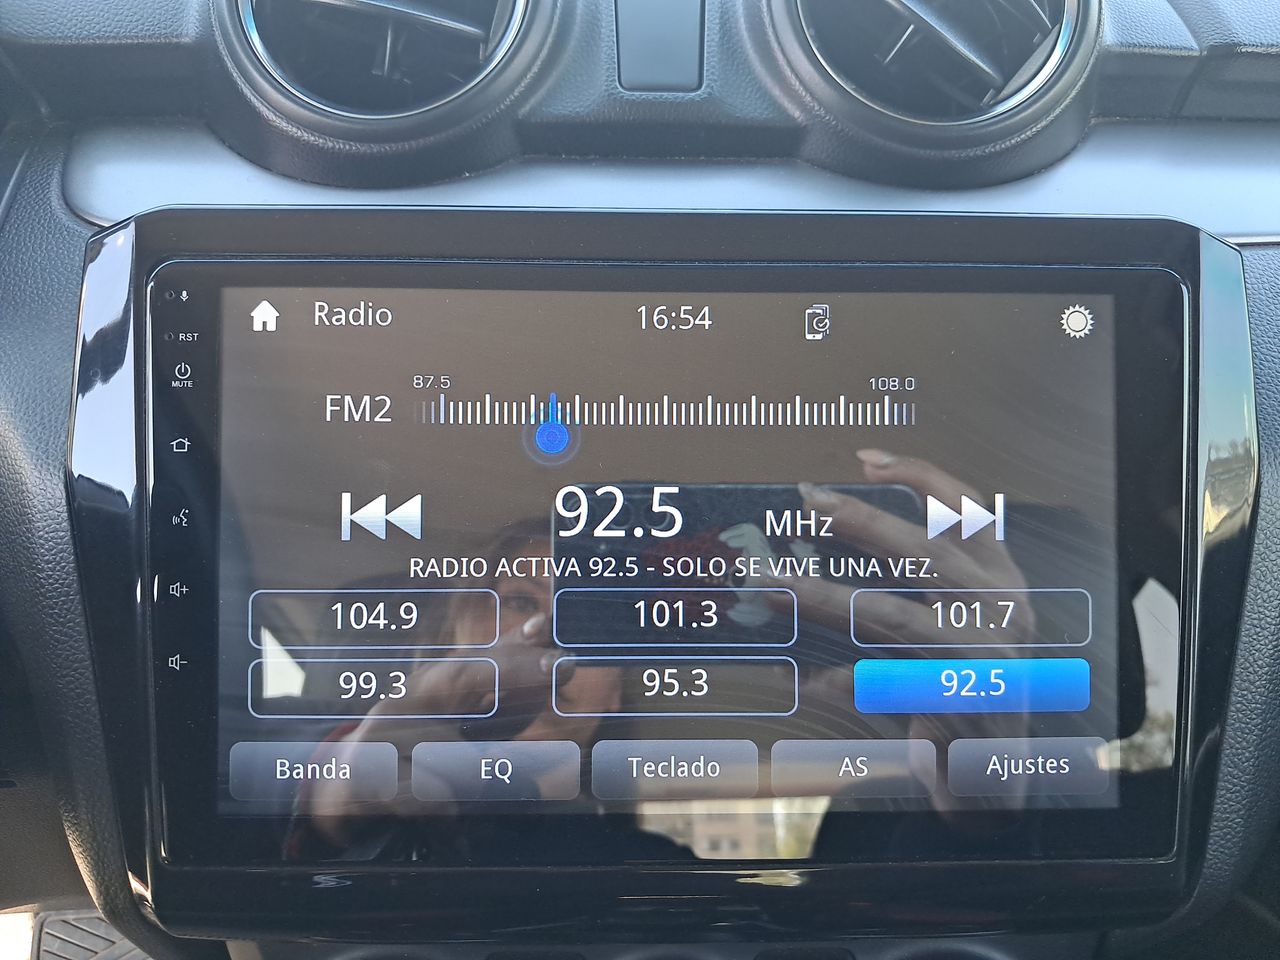 Radio
16:54
RST
MUTE
87.5
108.0
FM2
92.5 MHz
RADIO ACTIVA 92.5 - SOLO SE VIVE UNA VEZ.
104.9
101.3
101.7
99.3
95.3
92.5
Banda
EQ
Teclado
AS
Ajustes